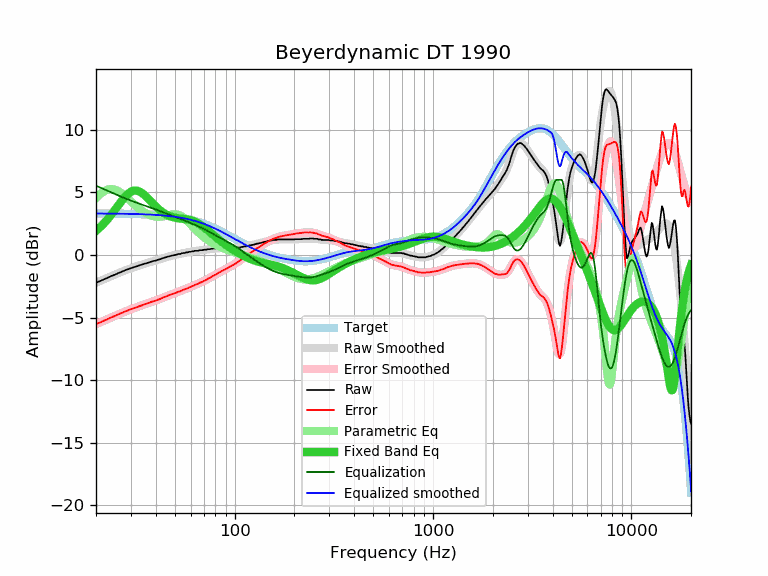 Beyerdynamic DT 1990
Amplitude (dBr)
10
5
0
−5
−10
−15
−20
Target
Raw Smoothed
Error Smoothed
Raw
Error
Parametric Eq
Fixed Band Eq
Equalization
Equalized smoothed
100
1000
10000
Frequency (Hz)